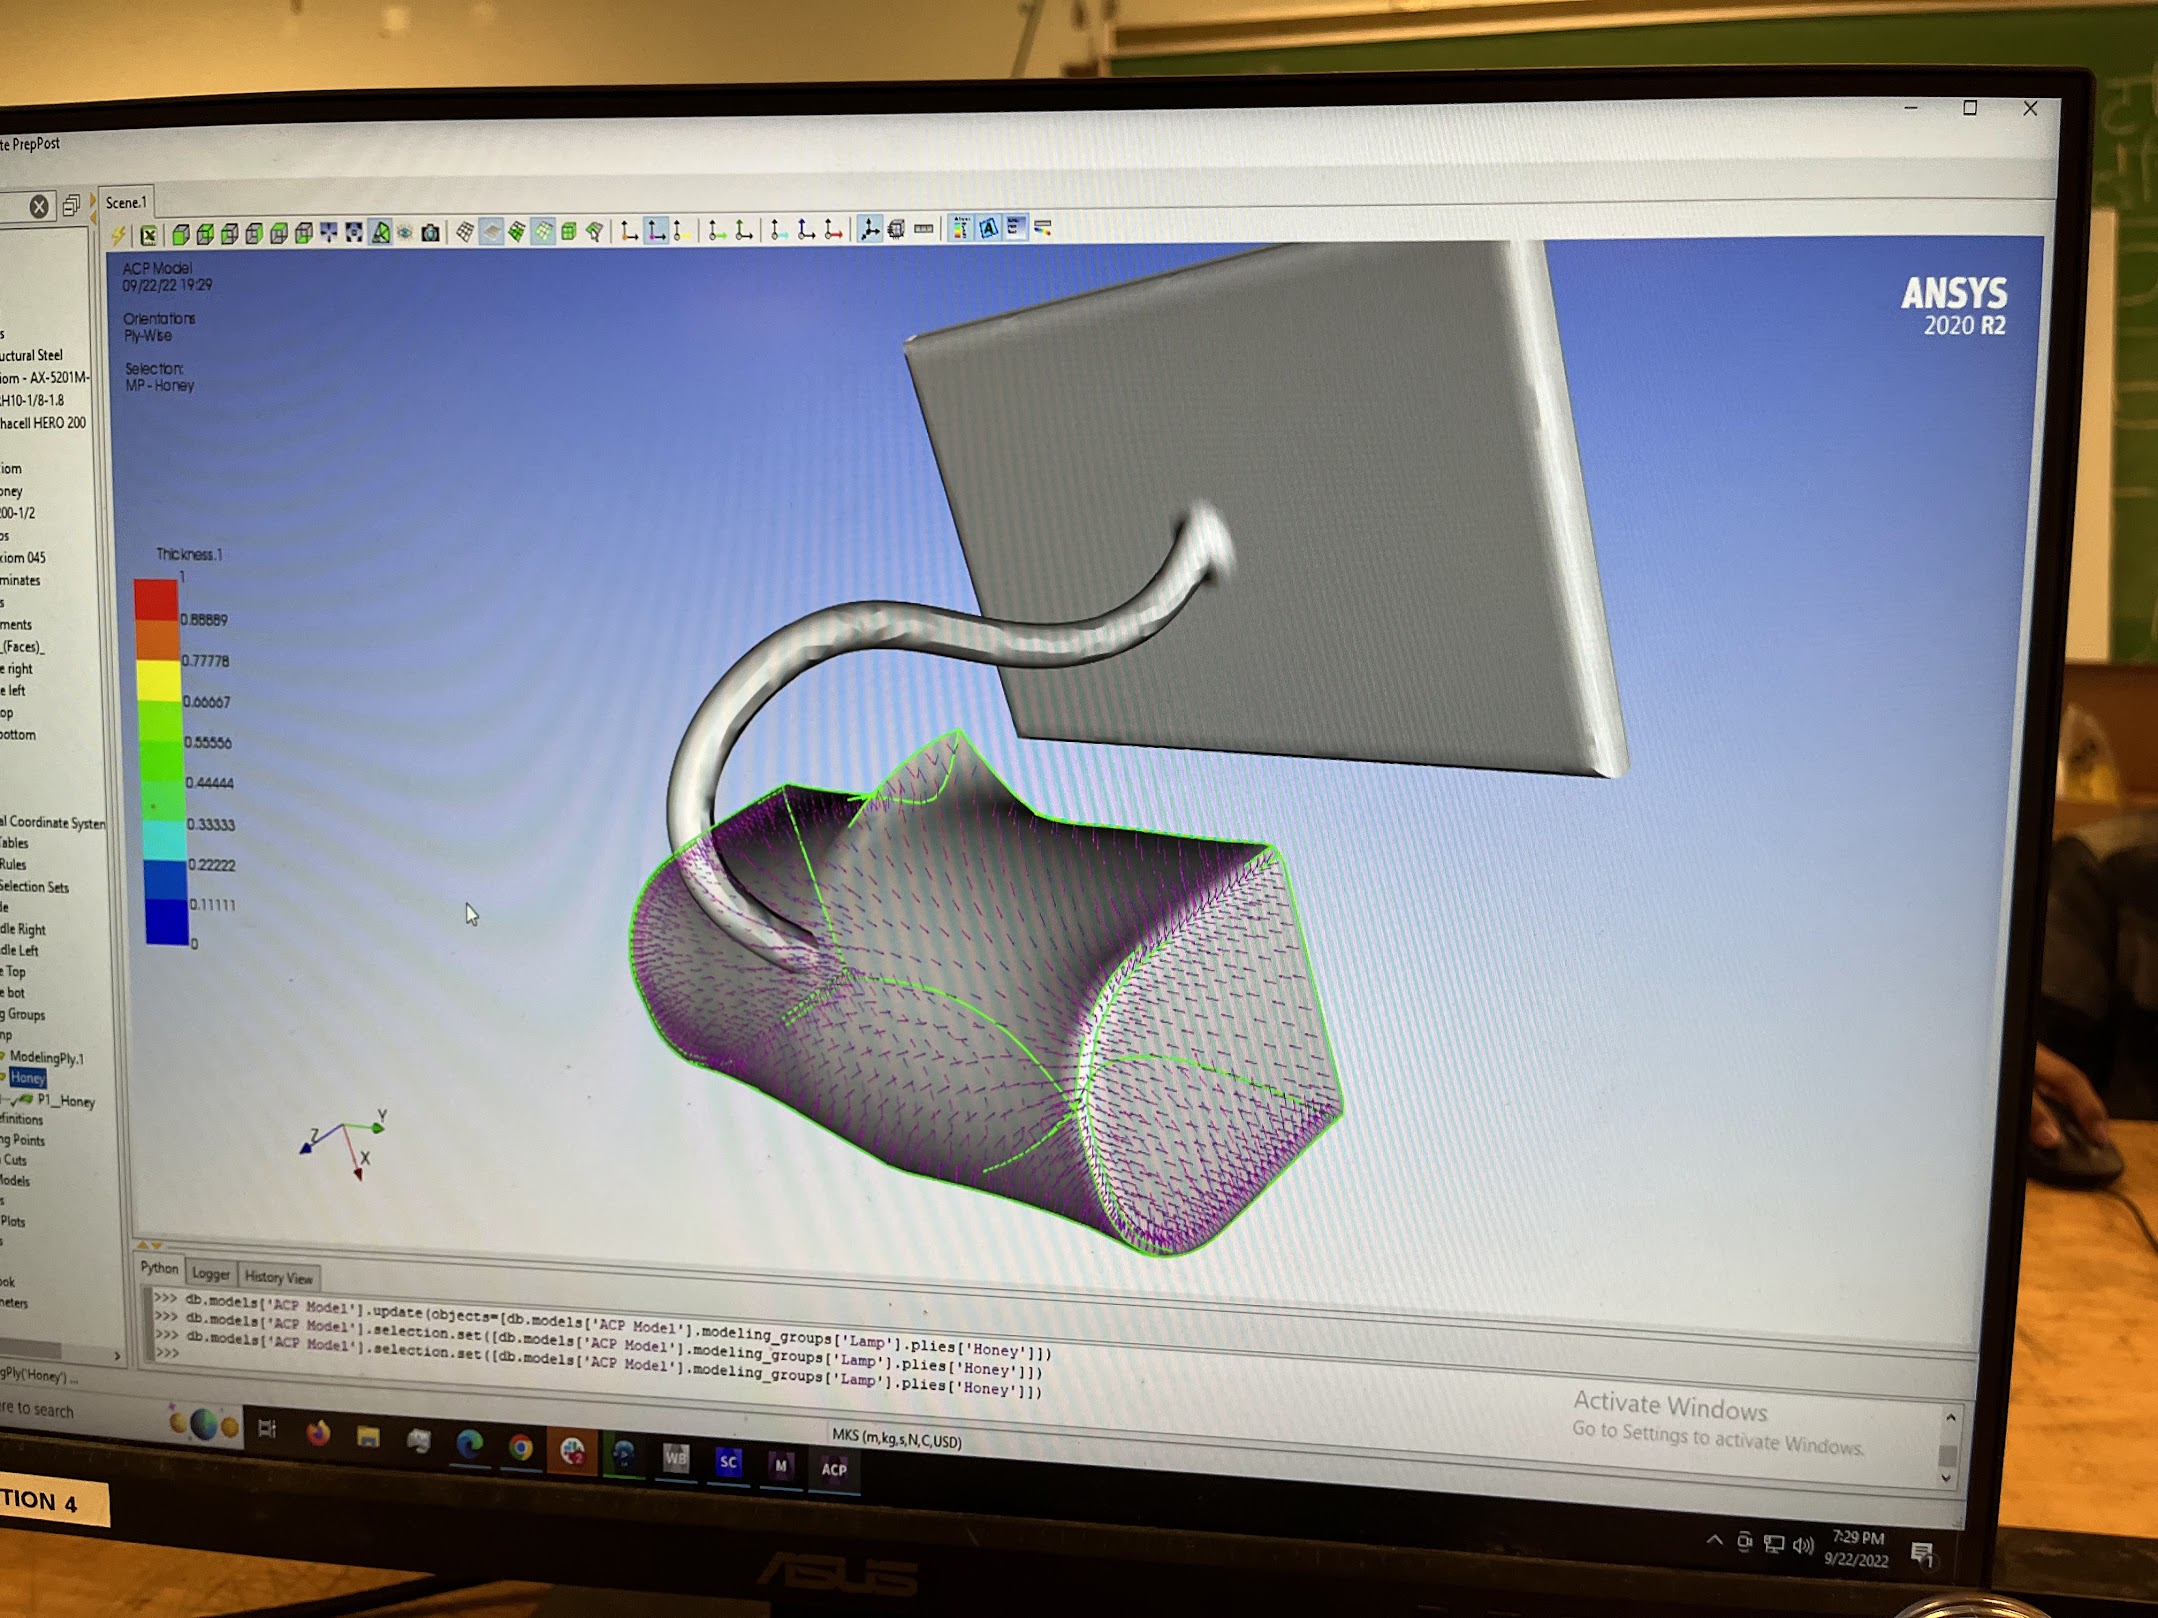 te PrepPost
Scene.1
ACP Model
09/22/22 19:29
Orientations
Ply-Wise
Selection:
MP - Honey
ANSYS
2020 R2
uctural Steel
iom - AX-5201M-
H10-1/8-1.8
hacell HERO 200
iom
oney
200-1/2
ps
xiom 045
minates
s
ments
_(Faces)_
e right
e left
op
bottom
al Coordinate System
Tables
Rules
Selection Sets
le
dle Right
dle Left
e Top
e bot
g Groups
mp
ModelingPly.1
Honey
P1__Honey
efinitions
ng Points
Cuts
Models
s
Plots
s
ook
meters
Thickness.1
1
0.88889
0.77778
0.66667
0.55556
0.44444
0.33333
0.22222
0.11111
0
Z
Y
X
Python
Logger
History View
>>> db.models['ACP Model'].update(objects=[db.models['ACP Model'].modeling_groups['Lamp'].plies['Honey']])
>>> db.models['ACP Model'].selection.set([db.models['ACP Model'].modeling_groups['Lamp'].plies['Honey']])
>>> db.models['ACP Model'].selection.set([db.models['ACP Model'].modeling_groups['Lamp'].plies['Honey']])
>>>
gPly('Honey') ...
re to search
MKS (m,kg,s,N,C,USD)
Activate Windows
Go to Settings to activate Windows.
WB
SC
M
ACP
7:29 PM
9/22/2022
1
TION 4
ASUS